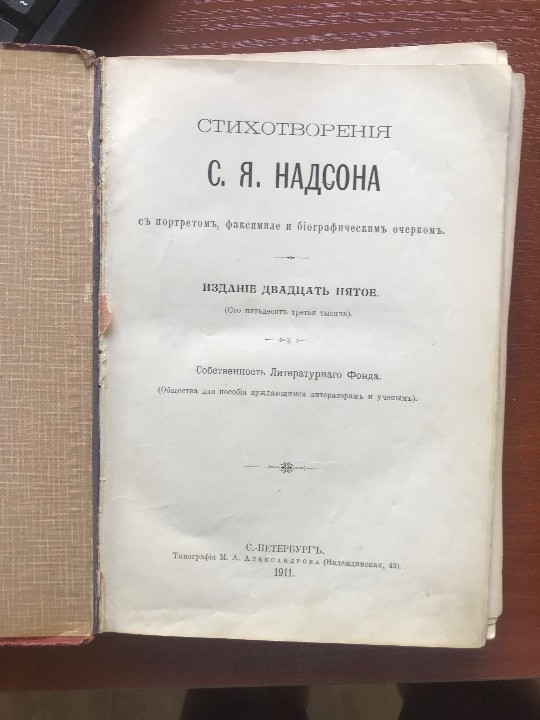 СТИХОТВОРЕНІЯ
С. Я. НАДСОНА
съ портретомъ, факсимиле и біографическимъ очеркомъ.
ИЗДАНІЕ ДВАДЦАТЬ ПЯТОЕ.
(Сто пятьдесятъ третья тысяча).
Собственность Литературнаго Фонда.
(Общества для пособія нуждающимся литераторамъ и ученымъ).
С.-ПЕТЕРБУРГЪ.
Типографія М. А. Александрова (Надеждинская, 43).
1911.